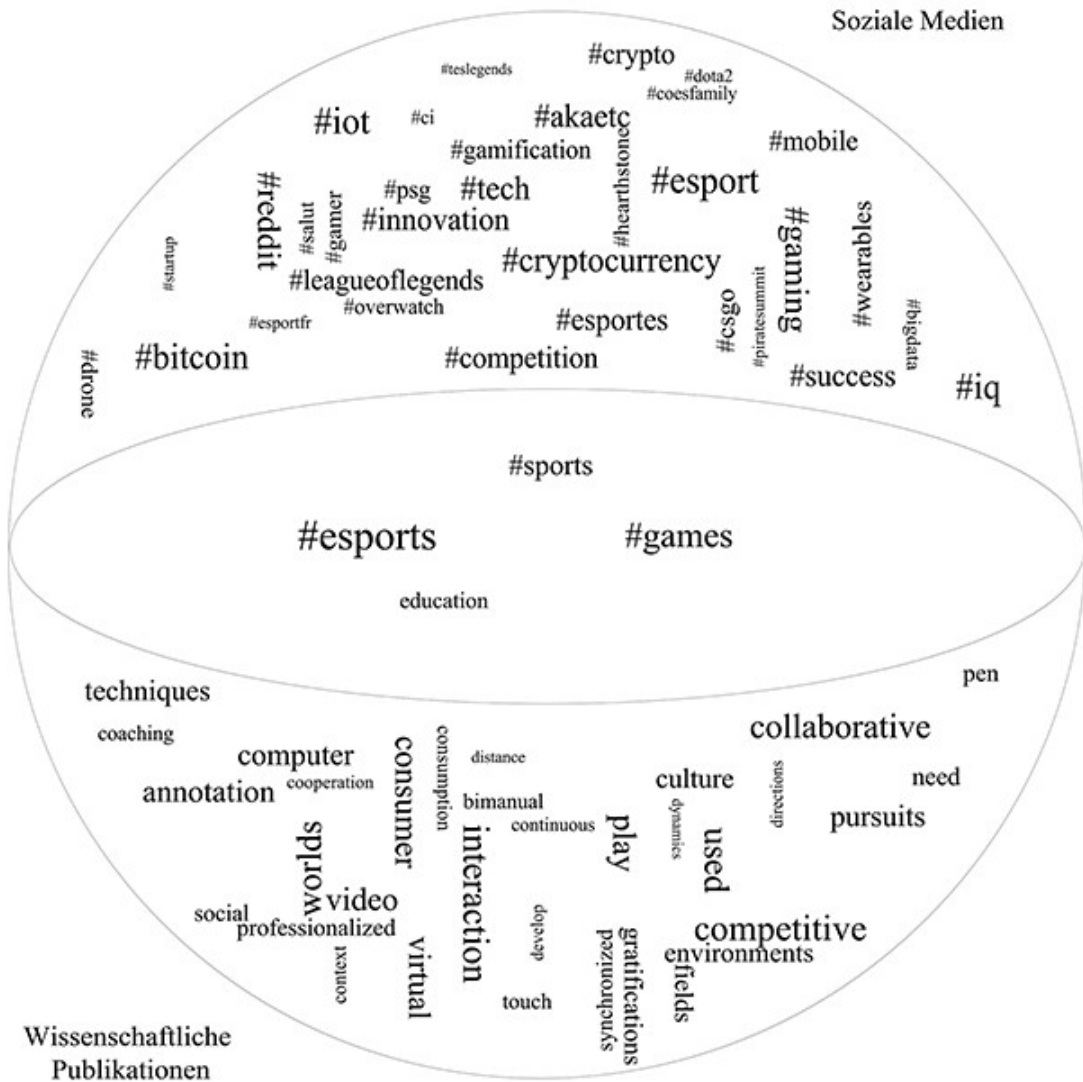 Soziale Medien
#crypto
#teslegends
#dota2
#coesfamily
#iot
#ci
#akaetc
#mobile
#gamification
#hearthstone
#esport
#reddit
#psg
#tech
#salut
#gamer
#innovation
#gaming
#wearables
#startup
#cryptocurrency
#leagueoflegends
#overwatch
#csgo
#piratesummit
#bigdata
#esportfr
#esportes
#bitcoin
#competition
#drone
#success
#iq
#sports
#esports
#games
education
techniques
pen
coaching
collaborative
computer
consumer
consumption
distance
cooperation
culture
directions
need
annotation
bimanual
continuous
play
dynamics
used
pursuits
worlds
interaction
video
social
professionalized
competitive
environments
context
virtual
develop
gratifications
synchronized
fields
touch
Wissenschaftliche
Publikationen